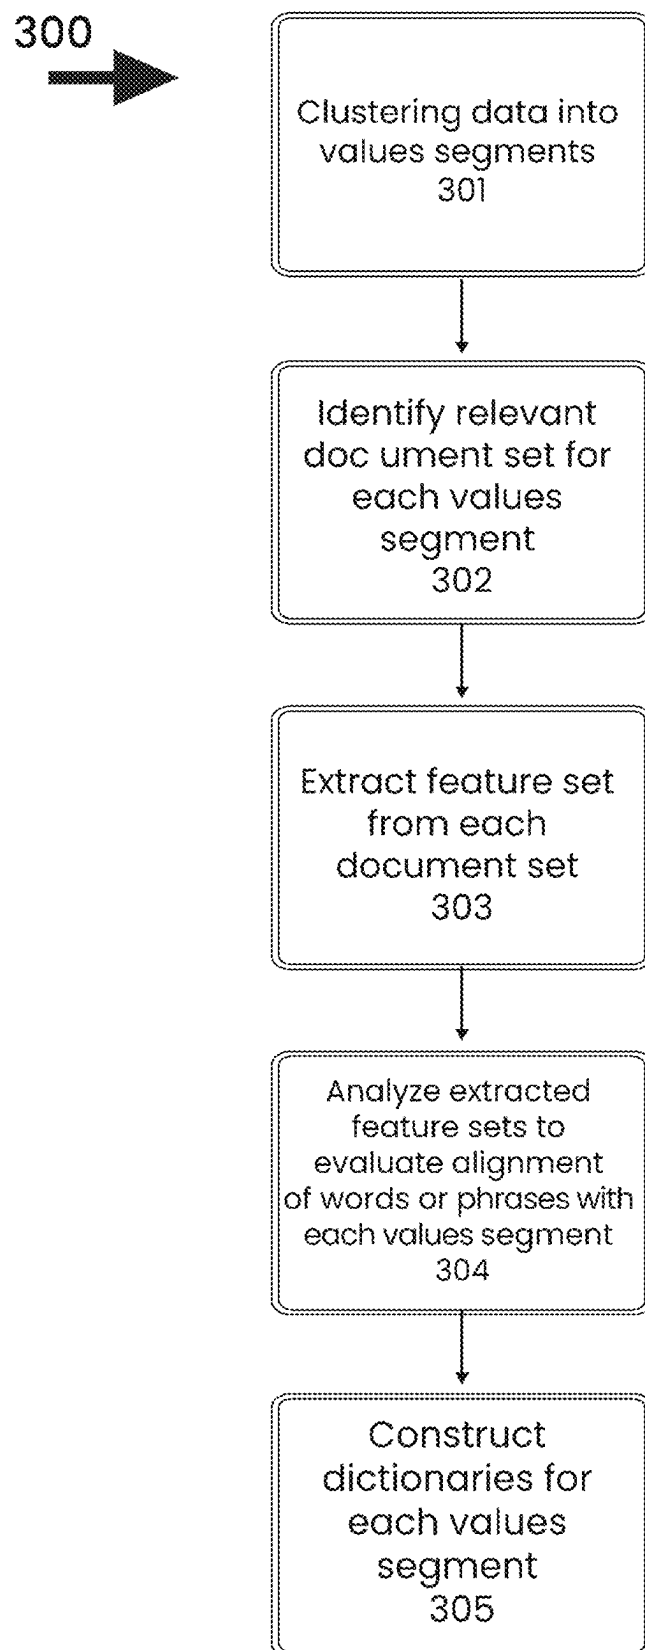 300
Clustering data into
values segments
301
Identify relevant
doc ument set for
each values
segment
302
Extract feature set
from each
document set
303
Analyze extracted
feature sets to
evaluate alignment
of words or phrases with
each values segment
304
Construct
dictionaries for
each values
segment
305